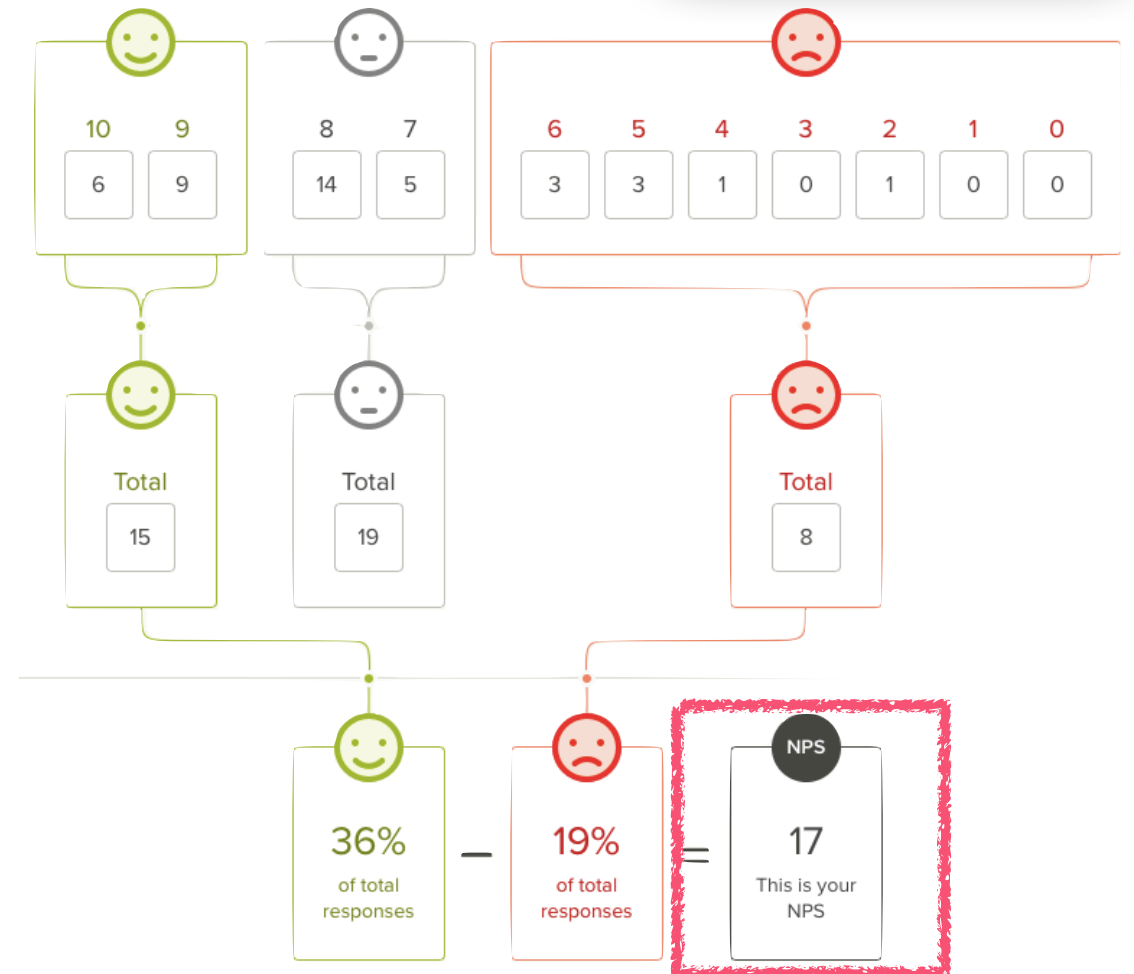 10 9 8 7 6 5 4 3 2 1 0
6 9 14 5 3 3 1 0 1 0 0
Total Total Total
15 19 8
NPS
36% – 19% = 17
of total of total This is your
responses responses NPS